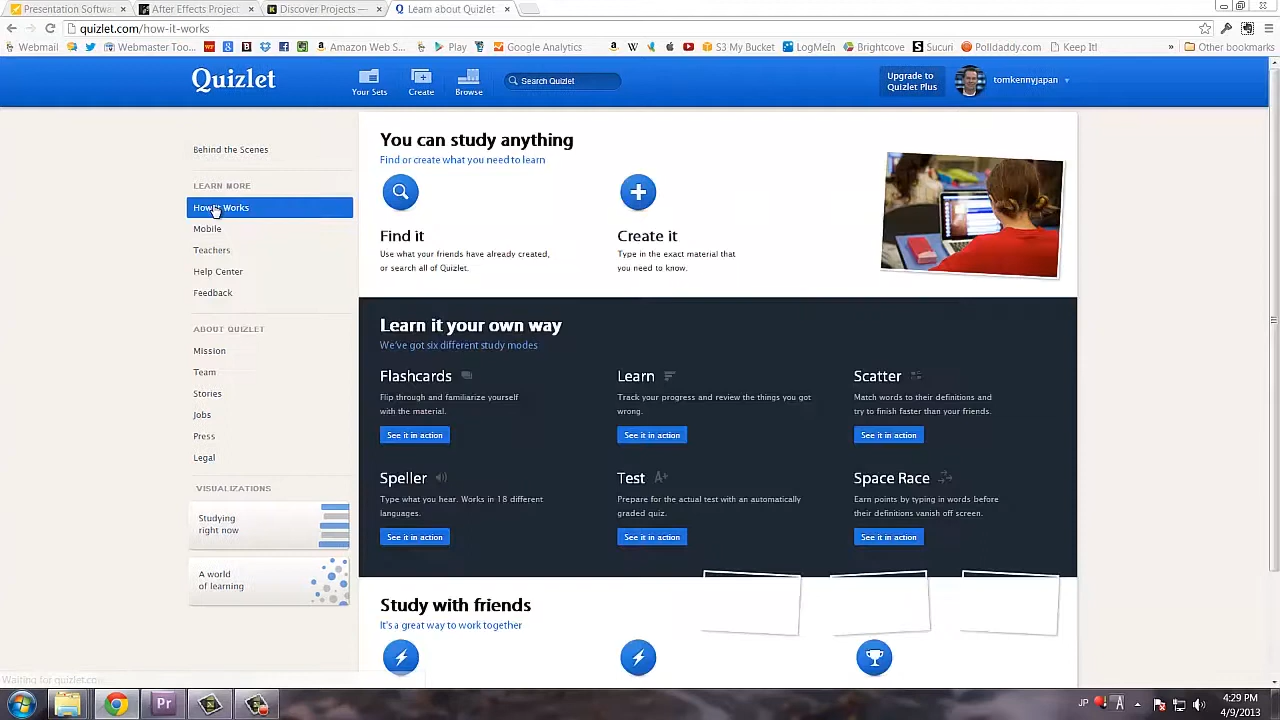 Presentation Softwa
After Effects Project
Discover Projects —
Learn about Quizlet
quizlet.com/how-it-works
Webmail
Webmaster Too...
Amazon Web S...
Play
Google Analytics
S3 My Bucket
LogMeIn
Brightcove
Sucuri
Polldaddy.com
Keep It!
»
Other bookmarks
Quizlet
Your Sets
Create
Browse
Search Quizlet
Upgrade to
Quizlet Plus
tomkennyjapan
Behind the Scenes
LEARN MORE
How It Works
Mobile
Teachers
Help Center
Feedback
ABOUT QUIZLET
Mission
Team
Stories
Jobs
Press
Legal
VISUALIZATIONS
Studying
right now
A world
of learning
You can study anything
Find or create what you need to learn
Find it
Use what your friends have already created,
or search all of Quizlet.
Create it
Type in the exact material that
you need to know.
Learn it your own way
We've got six different study modes
Flashcards
Flip through and familiarize yourself
with the material.
See it in action
Learn
Track your progress and review the things you got
wrong.
See it in action
Scatter
Match words to their definitions and
try to finish faster than your friends.
See it in action
Speller
Type what you hear. Works in 18 different
languages.
See it in action
Test A+
Prepare for the actual test with an automatically
graded quiz.
See it in action
Space Race
Earn points by typing in words before
their definitions vanish off screen.
See it in action
Study with friends
It's a great way to work together
Waiting for quizlet.com...
Pr
JP
A
4:29 PM
4/9/2013